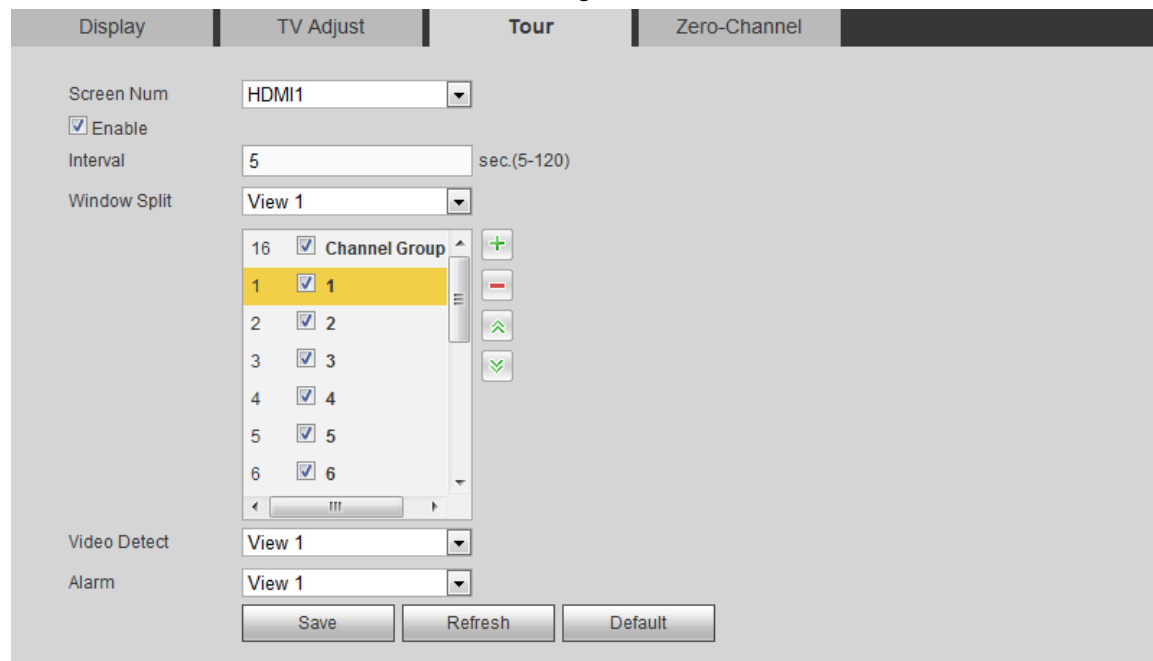 Display TV Adjust Tour Zero-Channel
Screen Num HDMI1
Enable
Interval 5 sec.(5-120)
Window Split View 1
16 Channel Group
1 1
2 2
3 3
4 4
5 5
6 6
Video Detect View 1
Alarm View 1
Save Refresh Default